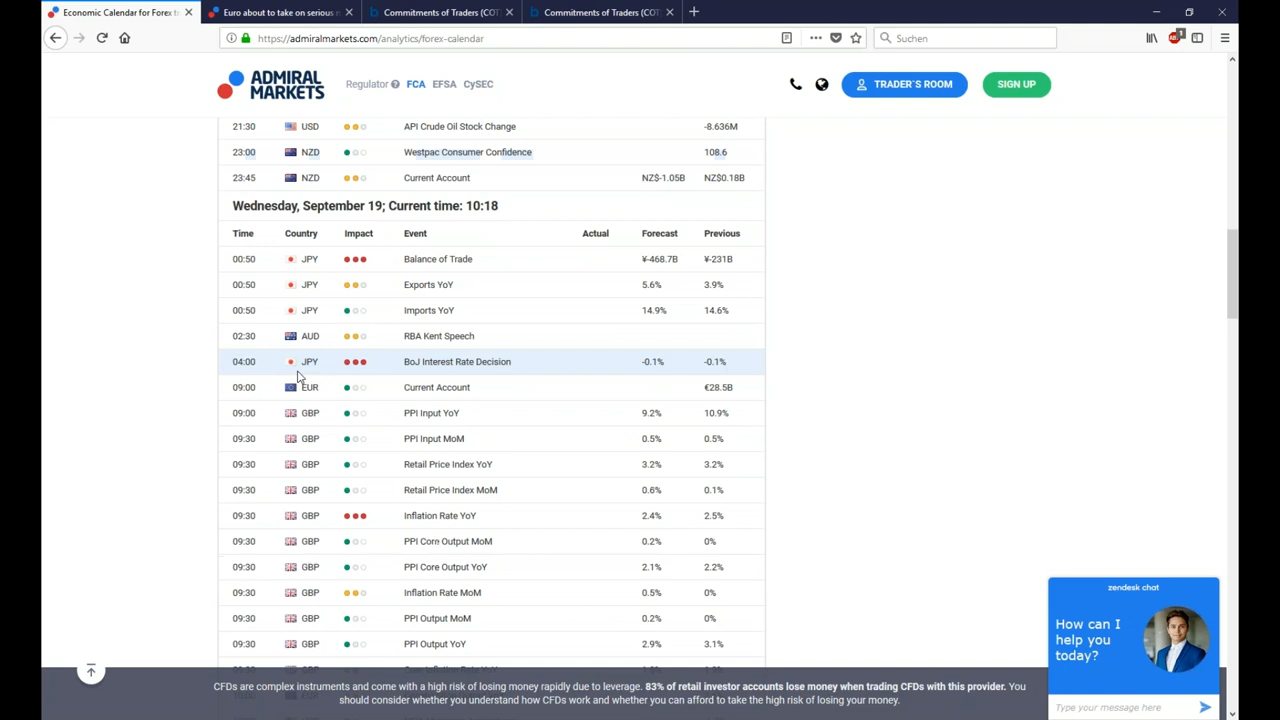 Economic Calendar for Forex t
Euro about to take on serious
Commitments of Traders (COT
Commitments of Traders (COT
https://admiralmarkets.com/analytics/forex-calendar
Suchen
ADMIRAL MARKETS
Regulator FCA EFSA CySEC
TRADER'S ROOM
SIGN UP
21:30 USD API Crude Oil Stock Change -8.636M
23:00 NZD Westpac Consumer Confidence 108.6
23:45 NZD Current Account NZ$-1.05B NZ$0.18B
Wednesday, September 19; Current time: 10:18
Time Country Impact Event Actual Forecast Previous
00:50 JPY Balance of Trade ¥-468.7B ¥-231B
00:50 JPY Exports YoY 5.6% 3.9%
00:50 JPY Imports YoY 14.9% 14.6%
02:30 AUD RBA Kent Speech
04:00 JPY BoJ Interest Rate Decision -0.1% -0.1%
09:00 EUR Current Account €28.5B
09:00 GBP PPI Input YoY 9.2% 10.9%
09:30 GBP PPI Input MoM 0.5% 0.5%
09:30 GBP Retail Price Index YoY 3.2% 3.2%
09:30 GBP Retail Price Index MoM 0.6% 0.1%
09:30 GBP Inflation Rate YoY 2.4% 2.5%
09:30 GBP PPI Core Output MoM 0.2% 0%
09:30 GBP PPI Core Output YoY 2.1% 2.2%
09:30 GBP Inflation Rate MoM 0.5% 0%
09:30 GBP PPI Output MoM 0.2% 0%
09:30 GBP PPI Output YoY 2.9% 3.1%
zendesk chat
How can I
help you
today?
Type your message here
CFDs are complex instruments and come with a high risk of losing money rapidly due to leverage. 83% of retail investor accounts lose money when trading CFDs with this provider. You
should consider whether you understand how CFDs work and whether you can afford to take the high risk of losing your money.